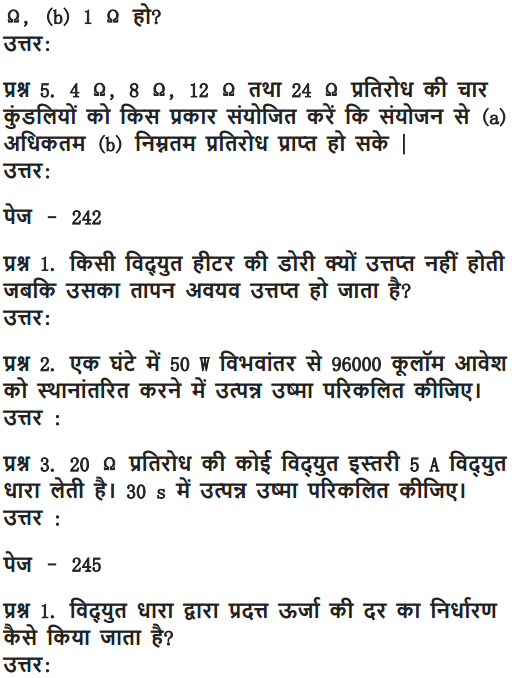 Ω, (b) 1 Ω हो?
उत्तर:
प्रश्न 5. 4 Ω, 8 Ω, 12 Ω तथा 24 Ω प्रतिरोध की चार
कुंडलियों को किस प्रकार संयोजित करें कि संयोजन से (a)
अधिकतम (b) निम्नतम प्रतिरोध प्राप्त हो सके |
उत्तर:
पेज - 242
प्रश्न 1. किसी विद्युत हीटर की डोरी क्यों उत्तप्त नहीं होती
जबकि उसका तापन अवयव उत्तप्त हो जाता है?
उत्तर:
प्रश्न 2. एक घंटे में 50 W विभवांतर से 96000 कूलॉम आवेश
को स्थानांतरित करने में उत्पन्न उष्मा परिकलित कीजिए।
उत्तर :
प्रश्न 3. 20 Ω प्रतिरोध की कोई विद्युत इस्तरी 5 A विद्युत
धारा लेती है। 30 s में उत्पन्न उष्मा परिकलित कीजिए।
उत्तर :
पेज - 245
प्रश्न 1. विद्युत धारा द्वारा प्रदत्त ऊर्जा की दर का निर्धारण
कैसे किया जाता है?
उत्तर: